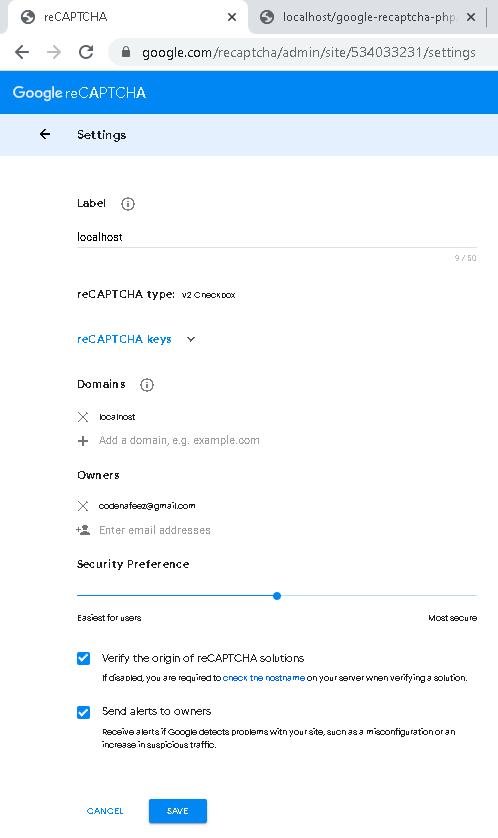 reCAPTCHA
localhost/google-recaptcha-php
google.com/recaptcha/admin/site/534033231/settings
Google reCAPTCHA
Settings
Label
localhost
9 / 50
reCAPTCHA type: v2 Checkbox
reCAPTCHA keys
Domains
localhost
Add a domain, e.g. example.com
Owners
codenafeez@gmail.com
Enter email addresses
Security Preference
Easiest for users
Most secure
Verify the origin of reCAPTCHA solutions
If disabled, you are required to check the hostname on your server when verifying a solution.
Send alerts to owners
Receive alerts if Google detects problems with your site, such as a misconfiguration or an
increase in suspicious traffic.
CANCEL
SAVE